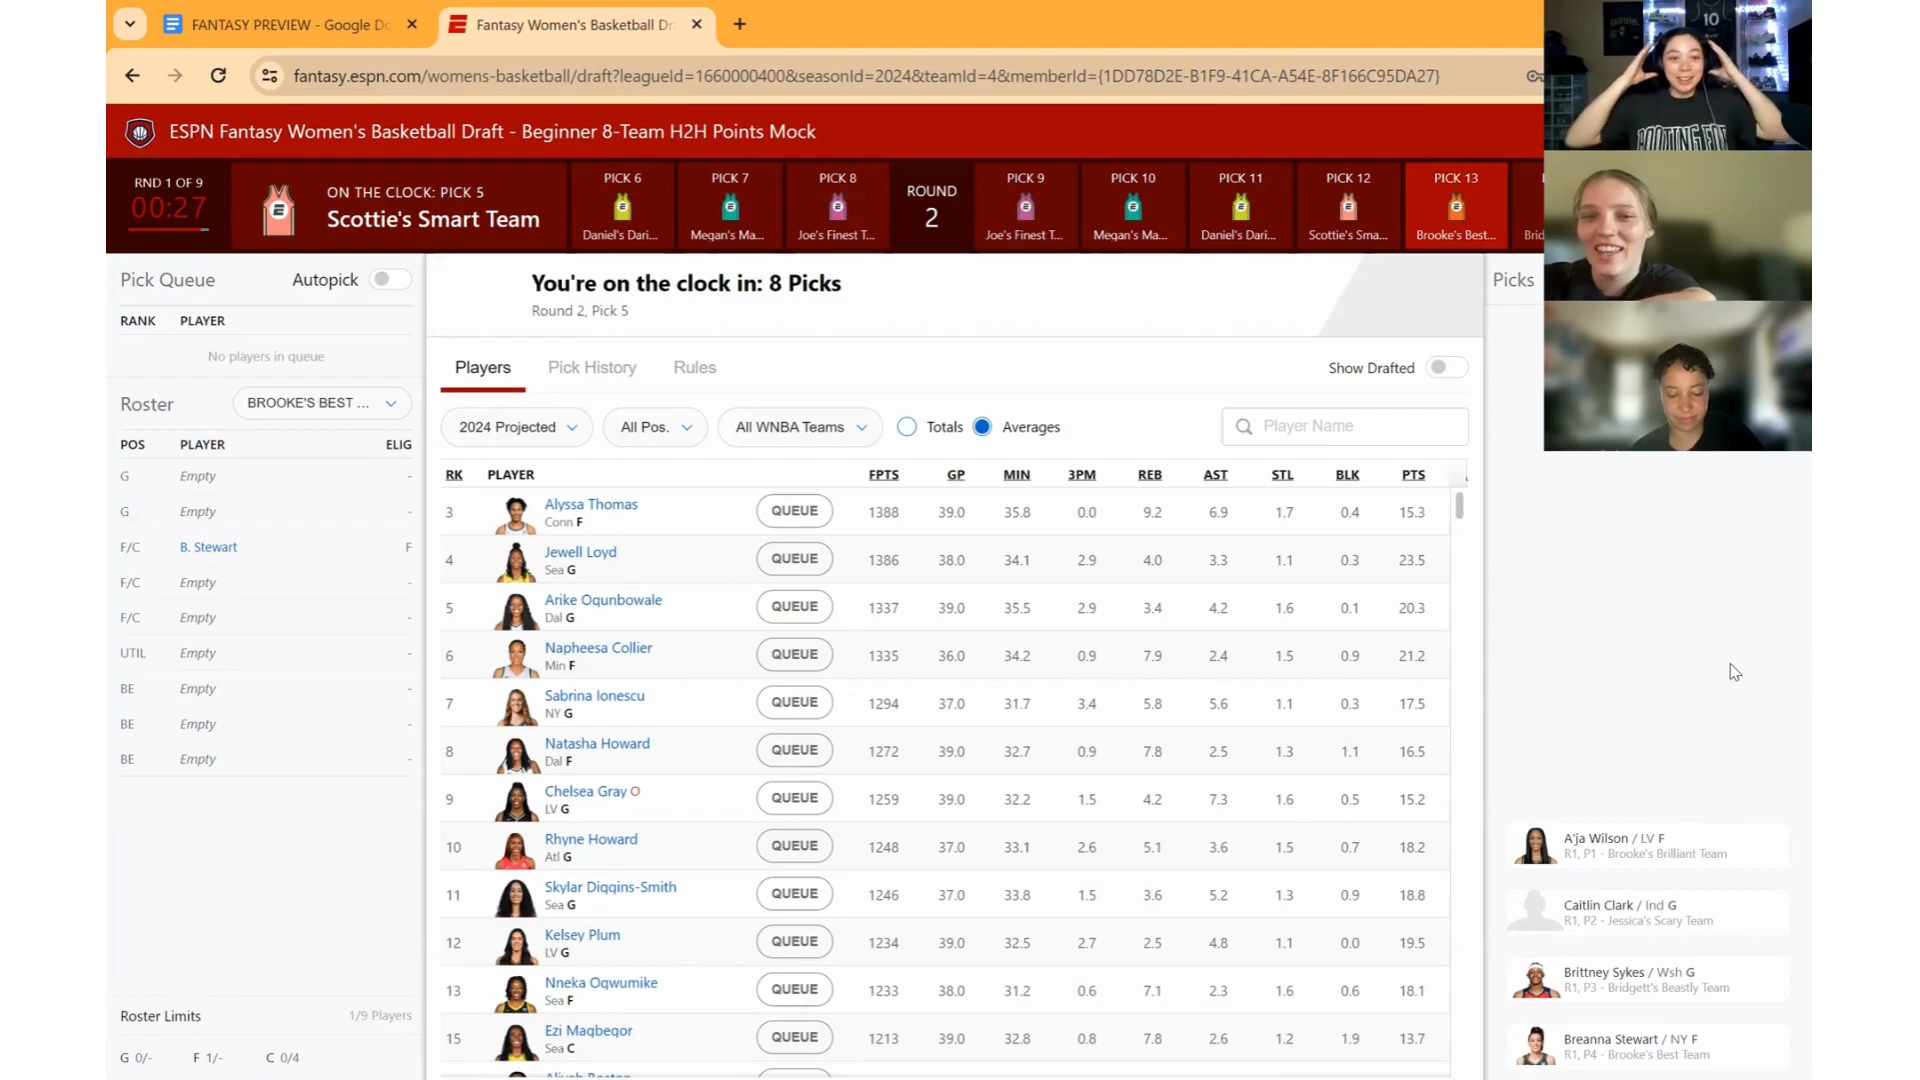 FANTASY PREVIEW - Google Do
Fantasy Women's Basketball Dr
fantasy.espn.com/womens-basketball/draft?leagueId=1660000400&seasonId=2024&teamId=4&memberId={1DD78D2E-B1F9-41CA-A54E-8F166C95DA27}
ESPN Fantasy Women's Basketball Draft - Beginner 8-Team H2H Points Mock
RND 1 OF 9
00:27
ON THE CLOCK: PICK 5
Scottie's Smart Team
PICK 6
Daniel's Dari...
PICK 7
Megan's Ma...
PICK 8
Joe's Finest T...
ROUND
2
PICK 9
Joe's Finest T...
PICK 10
Megan's Ma...
PICK 11
Daniel's Dari...
PICK 12
Scottie's Sma...
PICK 13
Brooke's Best...
10
Pick Queue
Autopick
RANK PLAYER
No players in queue
Roster
BROOKE'S BEST ...
POS PLAYER ELIG
G Empty -
G Empty -
F/C B. Stewart F
F/C Empty -
F/C Empty -
UTIL Empty -
BE Empty -
BE Empty -
BE Empty -
Roster Limits 1/9 Players
G 0/- F 1/- C 0/4
You're on the clock in: 8 Picks
Round 2, Pick 5
Players Pick History Rules
Show Drafted
2024 Projected All Pos. All WNBA Teams Totals Averages Player Name
RK PLAYER FPTS GP MIN 3PM REB AST STL BLK PTS
3 Alyssa Thomas Conn F QUEUE 1388 39.0 35.8 0.0 9.2 6.9 1.7 0.4 15.3
4 Jewell Loyd Sea G QUEUE 1386 38.0 34.1 2.9 4.0 3.3 1.1 0.3 23.5
5 Arike Ogunbowale Dal G QUEUE 1337 39.0 35.5 2.9 3.4 4.2 1.6 0.1 20.3
6 Napheesa Collier Min F QUEUE 1335 36.0 34.2 0.9 7.9 2.4 1.5 0.9 21.2
7 Sabrina Ionescu NY G QUEUE 1294 37.0 31.7 3.4 5.8 5.6 1.1 0.3 17.5
8 Natasha Howard Dal F QUEUE 1272 39.0 32.7 0.9 7.8 2.5 1.3 1.1 16.5
9 Chelsea Gray O LV G QUEUE 1259 39.0 32.2 1.5 4.2 7.3 1.6 0.5 15.2
10 Rhyne Howard Atl G QUEUE 1248 37.0 33.1 2.6 5.1 3.6 1.5 0.7 18.2
11 Skylar Diggins-Smith Sea G QUEUE 1246 37.0 33.8 1.5 3.6 5.2 1.3 0.9 18.8
12 Kelsey Plum LV G QUEUE 1234 39.0 32.5 2.7 2.5 4.8 1.1 0.0 19.5
13 Nneka Ogwumike Sea F QUEUE 1233 38.0 31.2 0.6 7.1 2.3 1.6 0.6 18.1
15 Ezi Magbegor Sea C QUEUE 1213 39.0 32.8 0.8 7.8 2.6 1.2 1.9 13.7
Picks
A'ja Wilson / LV F
R1, P1 - Brooke's Brilliant Team
Caitlin Clark / Ind G
R1, P2 - Jessica's Scary Team
Brittney Sykes / Wsh G
R1, P3 - Bridgett's Beastly Team
Breanna Stewart / NY F
R1, P4 - Brooke's Best Team